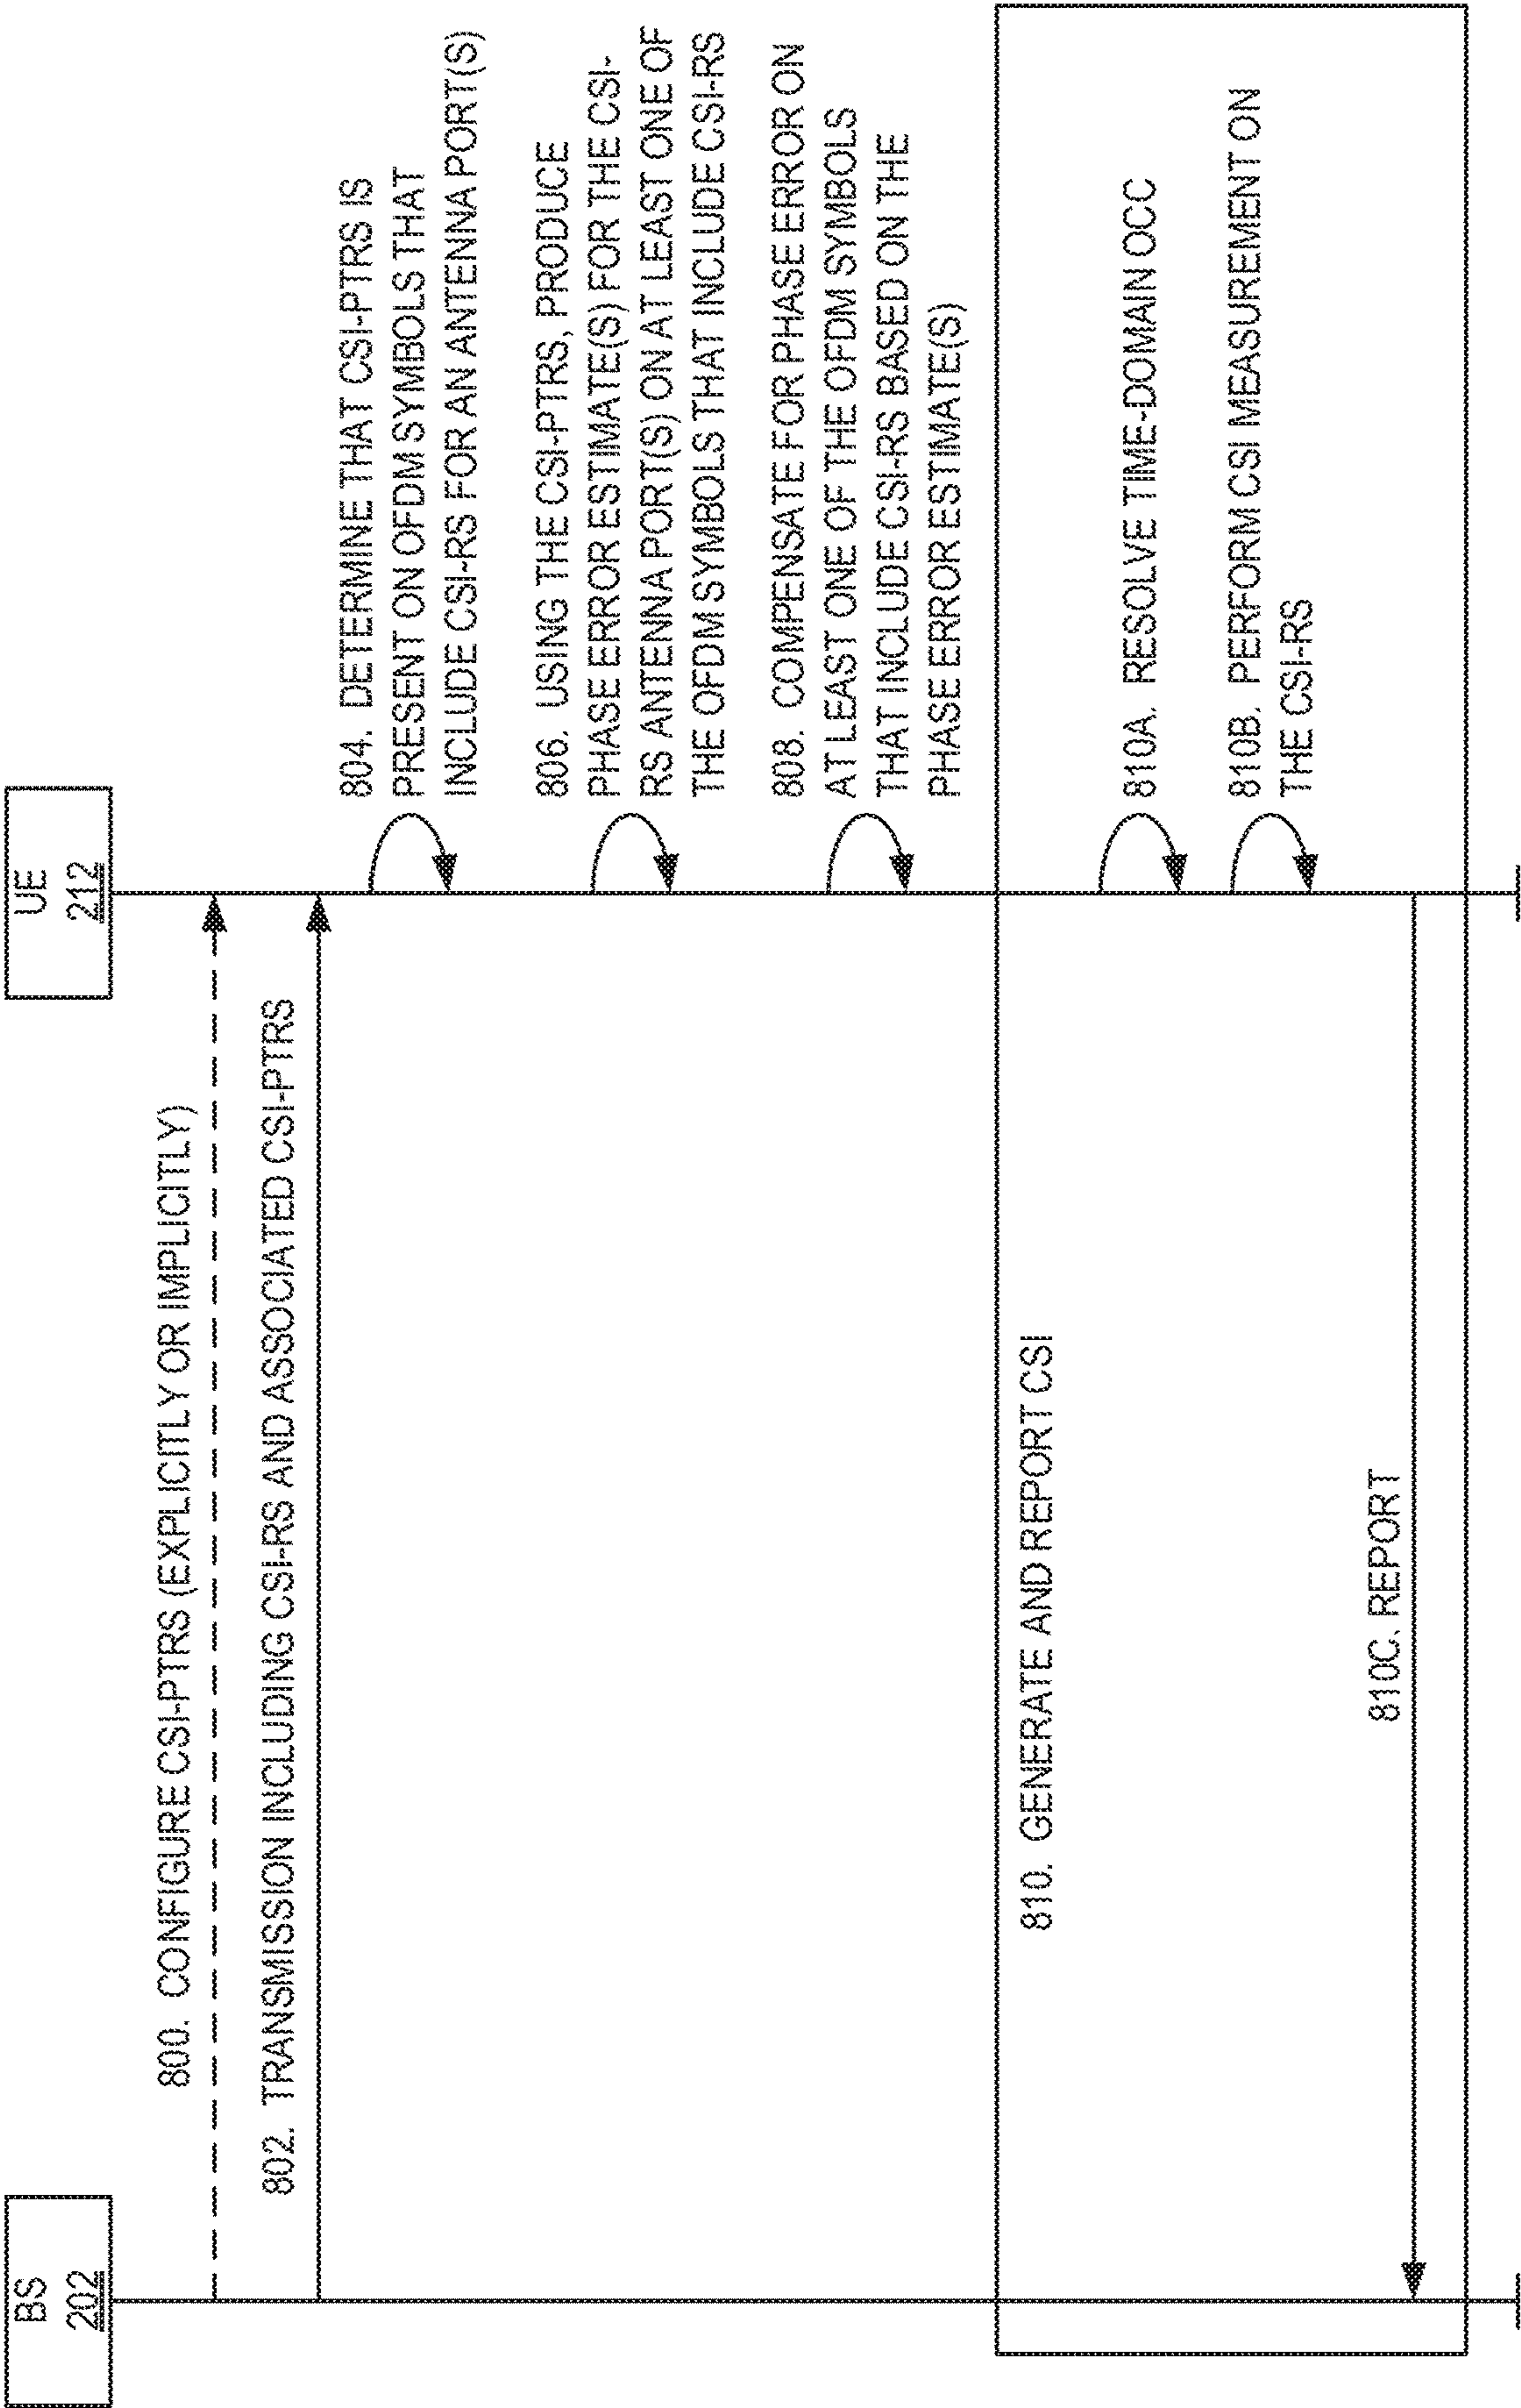 BS
202
UE
212
800. CONFIGURE CSI-PTRS (EXPLICITLY OR IMPLICITLY)
802. TRANSMISSION INCLUDING CSI-RS AND ASSOCIATED CSI-PTRS
804. DETERMINE THAT CSI-PTRS IS
PRESENT ON OFDM SYMBOLS THAT
INCLUDE CSI-RS FOR AN ANTENNA PORT(S)
806. USING THE CSI-PTRS, PRODUCE
PHASE ERROR ESTIMATE(S) FOR THE CSI-
RS ANTENNA PORT(S) ON AT LEAST ONE OF
THE OFDM SYMBOLS THAT INCLUDE CSI-RS
808. COMPENSATE FOR PHASE ERROR ON
AT LEAST ONE OF THE OFDM SYMBOLS
THAT INCLUDE CSI-RS BASED ON THE
PHASE ERROR ESTIMATE(S)
810. GENERATE AND REPORT CSI
810A. RESOLVE TIME-DOMAIN OCC
810B. PERFORM CSI MEASUREMENT ON
THE CSI-RS
810C. REPORT